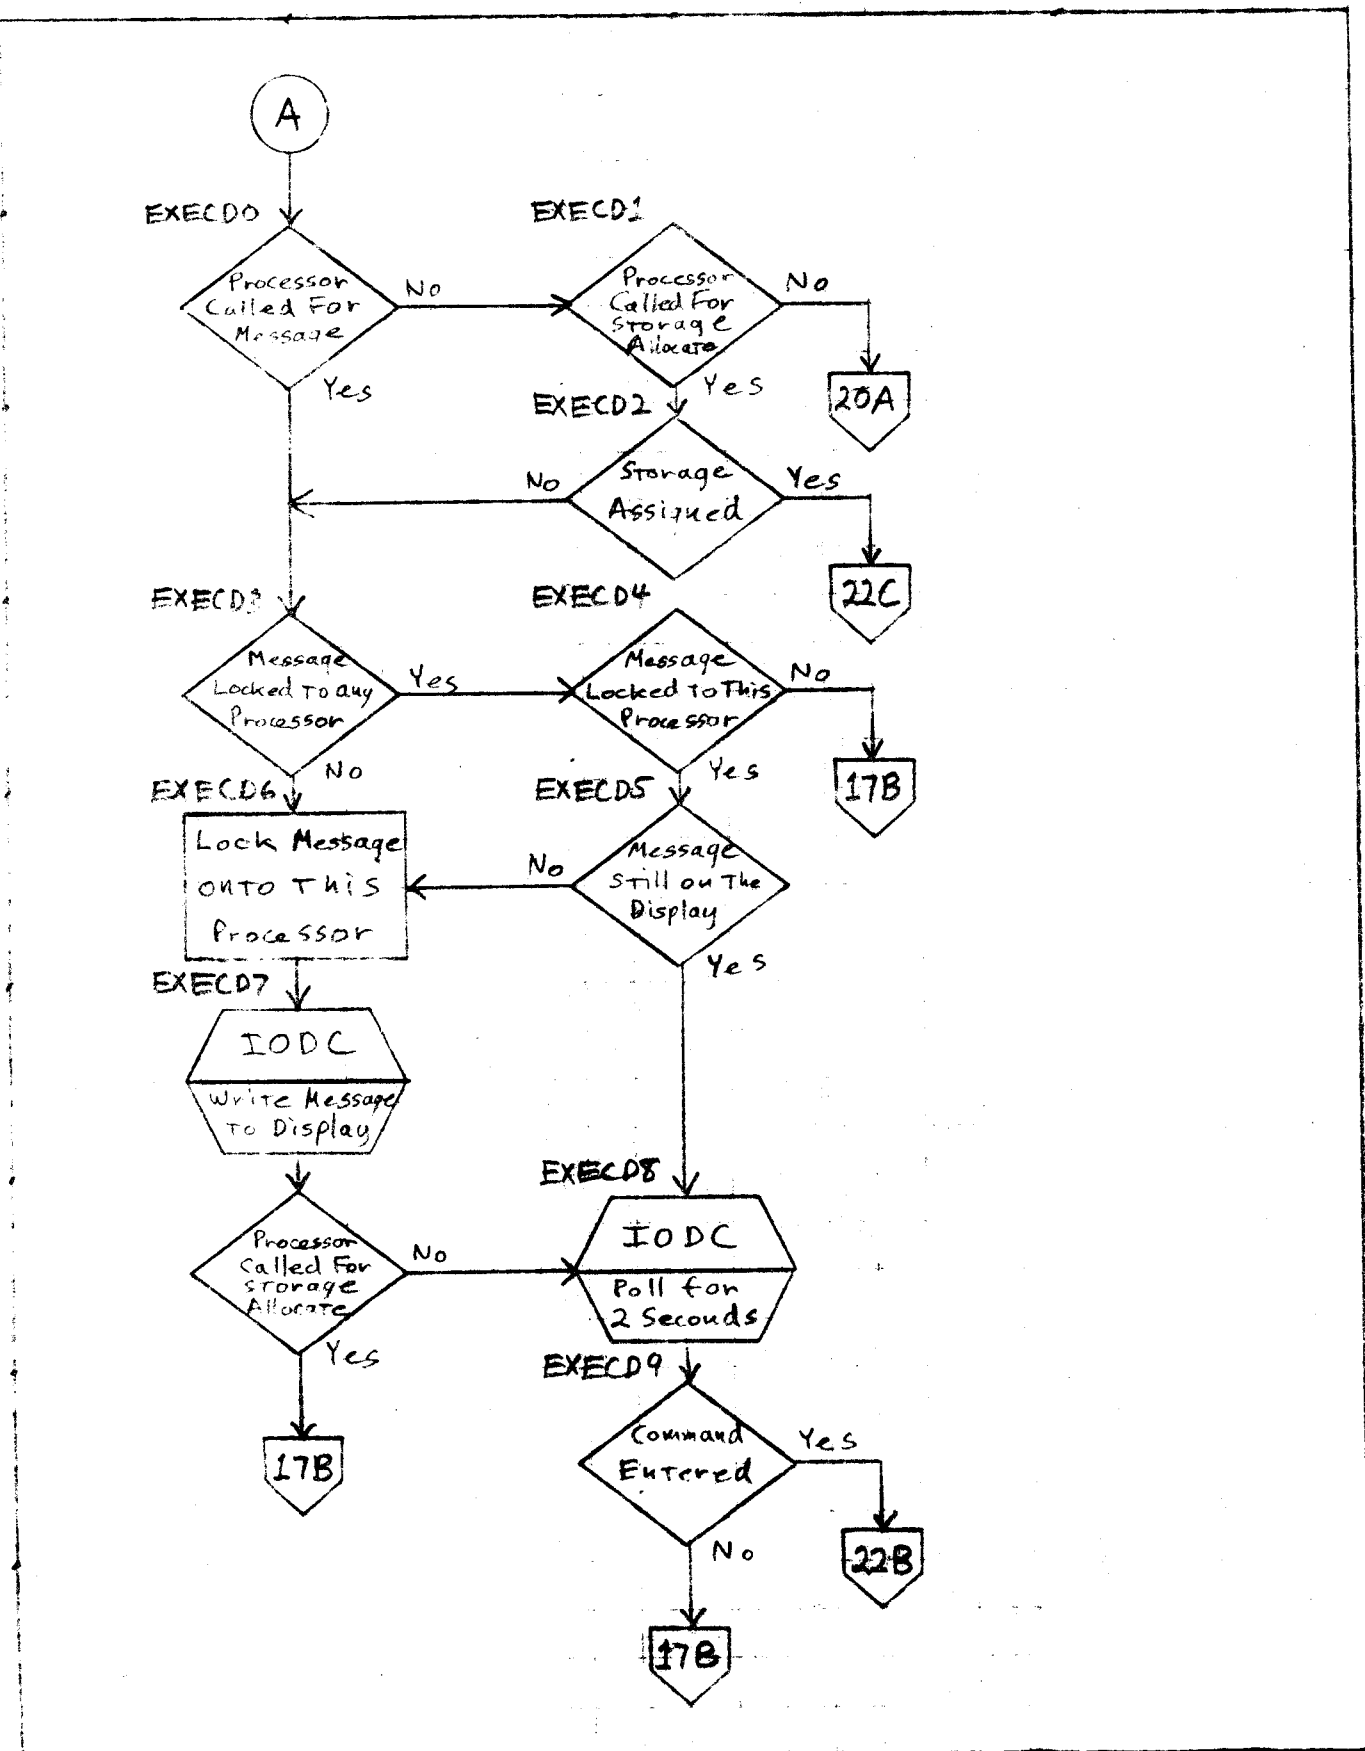 A
EXECD0
EXECD1
Processor
Called For
Message
No
Processor
Called For
Storage
Allocate
No
Yes
Yes
20A
EXECD2
Storage
Assigned
No
Yes
22C
EXECD3
EXECD4
Message
Locked To any
Processor
Yes
Message
Locked To This
Processor
No
No
Yes
17B
EXECD6
EXECD5
Lock Message
onto This
Processor
No
Message
Still on The
Display
Yes
EXECD7
IODC
Write Message
To Display
EXECD8
Processor
Called For
Storage
Allocate
No
IODC
Poll for
2 Seconds
Yes
EXECD9
17B
Command
Entered
Yes
No
22B
17B